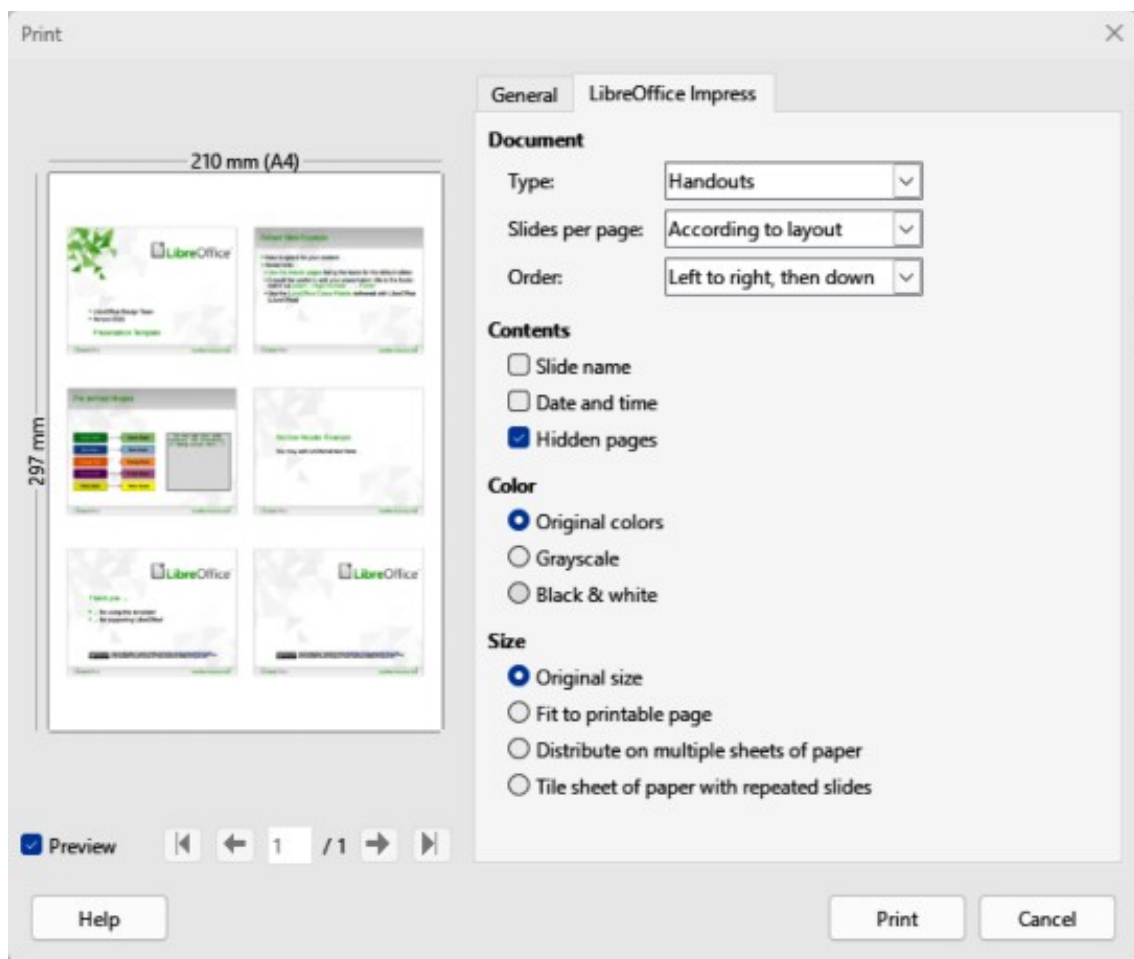 Print
General
LibreOffice Impress
210 mm (A4)
297 mm
LibreOffice
Presentation Template
LibreOffice
LibreOffice
Document
Type:
Handouts
Slides per page:
According to layout
Order:
Left to right, then down
Contents
Slide name
Date and time
Hidden pages
Color
Original colors
Grayscale
Black & white
Size
Original size
Fit to printable page
Distribute on multiple sheets of paper
Tile sheet of paper with repeated slides
Preview
1
/ 1
Help
Print
Cancel